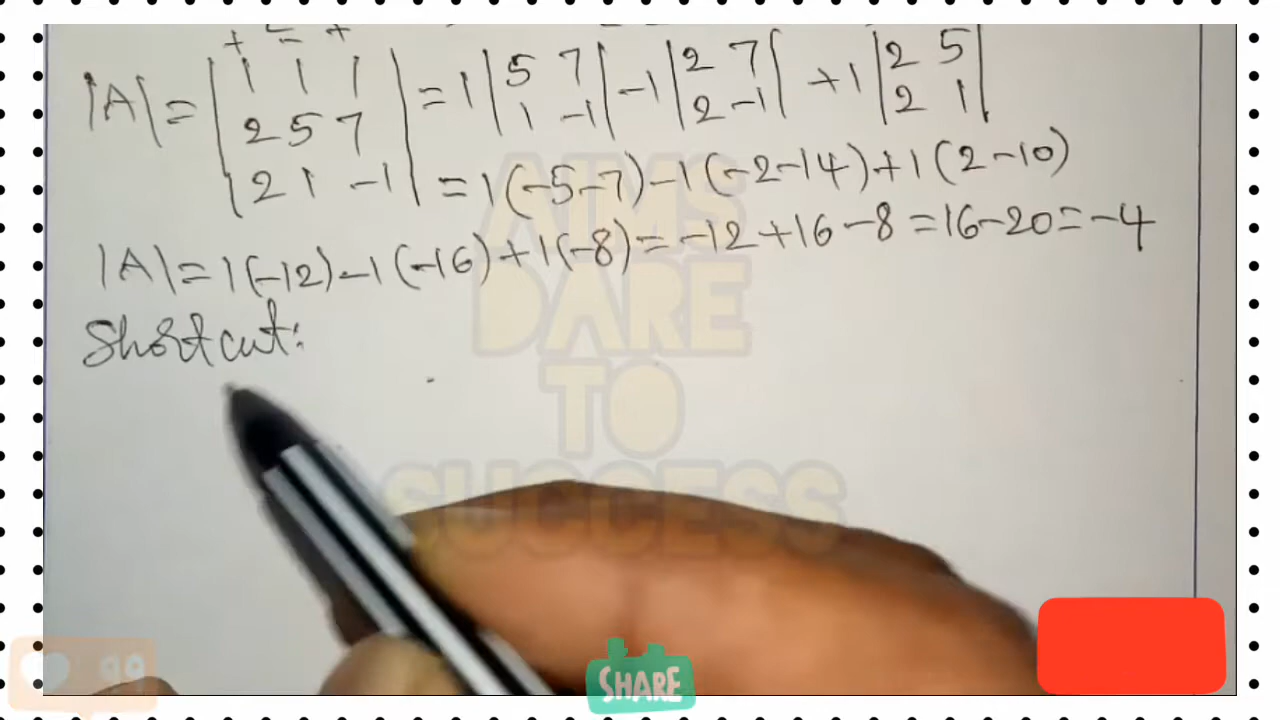 + - +
|A| = | 1 1 1 | = 1 | 5 7 | - 1 | 2 7 | + 1 | 2 5 |
| 2 5 7 | | 1 -1 | | 2 -1 | | 2 1 |
| 2 1 -1 | = 1(-5-7)-1(-2-14)+1(2-10)
|A| = 1(-12)-1(-16)+1(-8)=-12+16-8=16-20=-4
Shortcut:
AIMS
DARE
TO
SUCCESS
99
SHARE